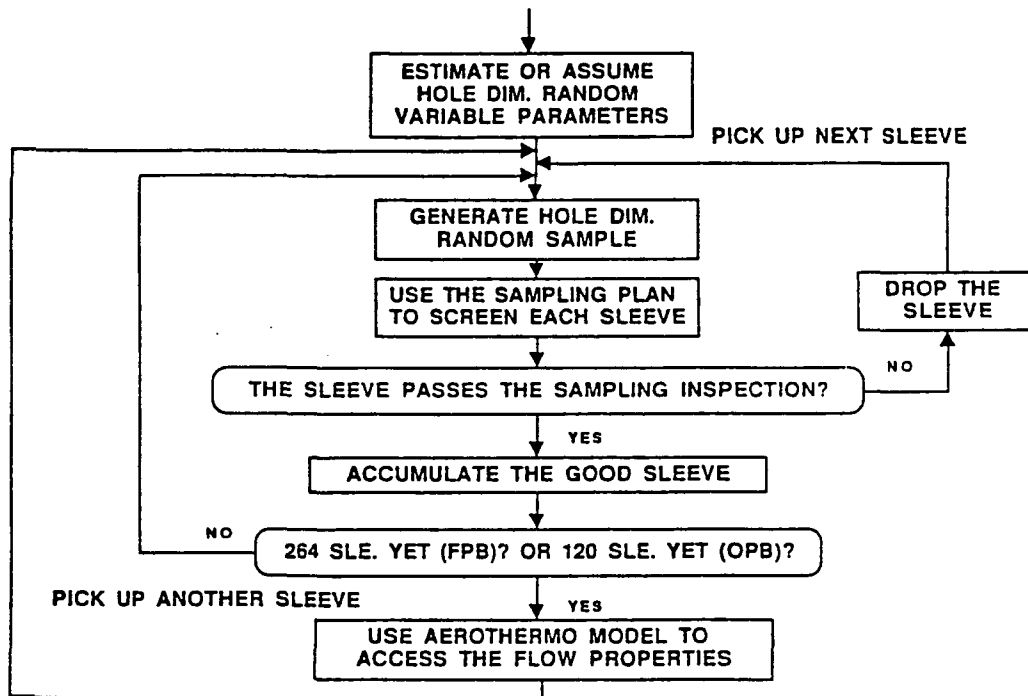 ESTIMATE OR ASSUME
HOLE DIM. RANDOM
VARIABLE PARAMETERS
PICK UP NEXT SLEEVE
GENERATE HOLE DIM.
RANDOM SAMPLE
USE THE SAMPLING PLAN
TO SCREEN EACH SLEEVE
DROP THE
SLEEVE
THE SLEEVE PASSES THE SAMPLING INSPECTION?
NO
YES
ACCUMULATE THE GOOD SLEEVE
NO
264 SLE. YET (FPB)? OR 120 SLE. YET (OPB)?
PICK UP ANOTHER SLEEVE
YES
USE AEROTHERMO MODEL TO
ACCESS THE FLOW PROPERTIES